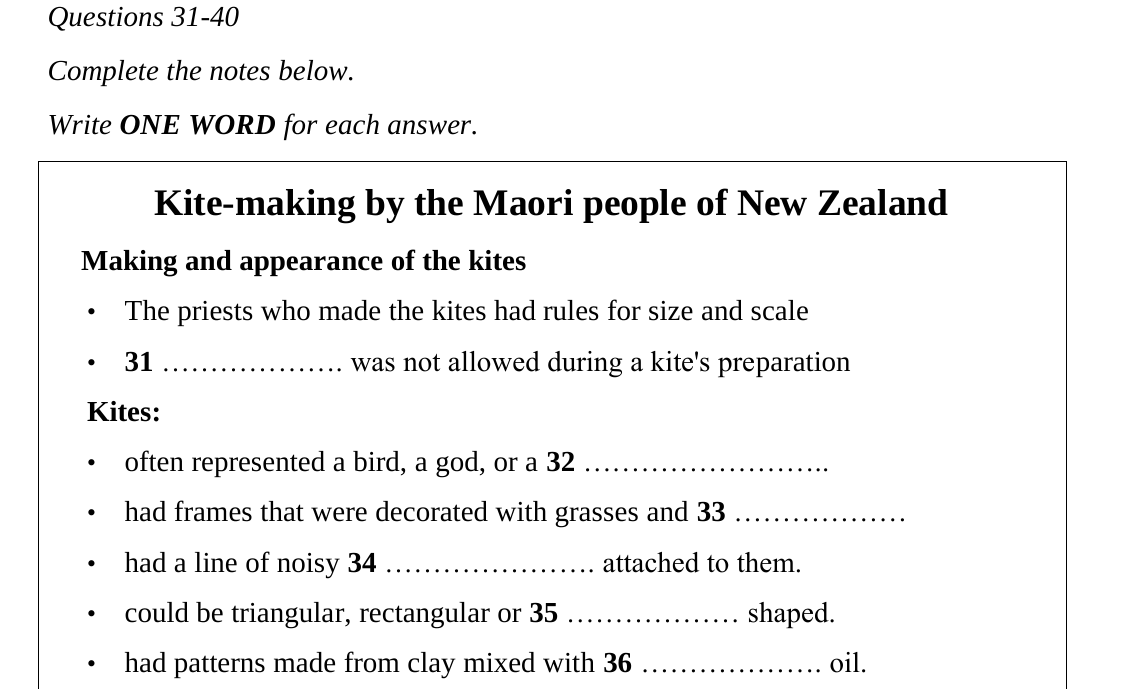 Questions 31-40
Complete the notes below.
Write ONE WORD for each answer.
Kite-making by the Maori people of New Zealand
Making and appearance of the kites
• The priests who made the kites had rules for size and scale
• 31 ………………. was not allowed during a kite's preparation
Kites:
• often represented a bird, a god, or a 32 ……………………..
• had frames that were decorated with grasses and 33 ………………
• had a line of noisy 34 …………………. attached to them.
• could be triangular, rectangular or 35 ……………… shaped.
• had patterns made from clay mixed with 36 ………………. oil.